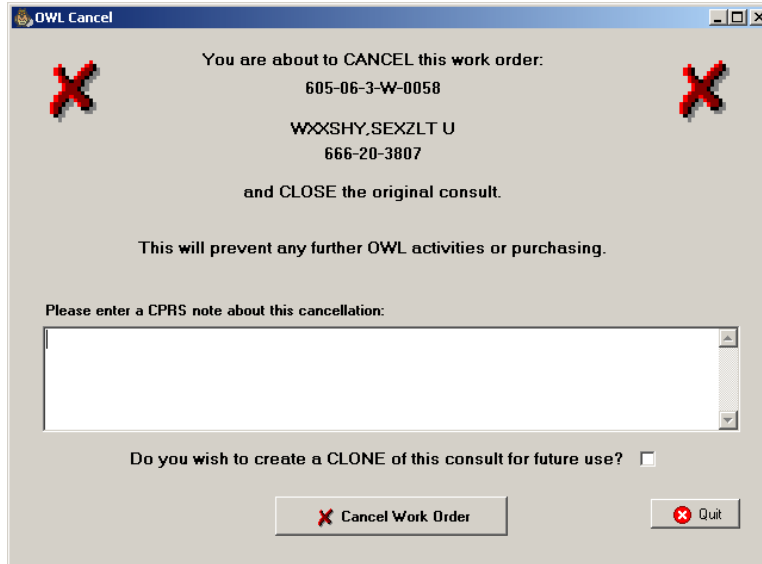 OWL Cancel
You are about to CANCEL this work order:
605-06-3-W-0058
WXXSHY,SEXZLT U
666-20-3807
and CLOSE the original consult.
This will prevent any further OWL activities or purchasing.
Please enter a CPRS note about this cancellation:
Do you wish to create a CLONE of this consult for future use?
Cancel Work Order
Quit